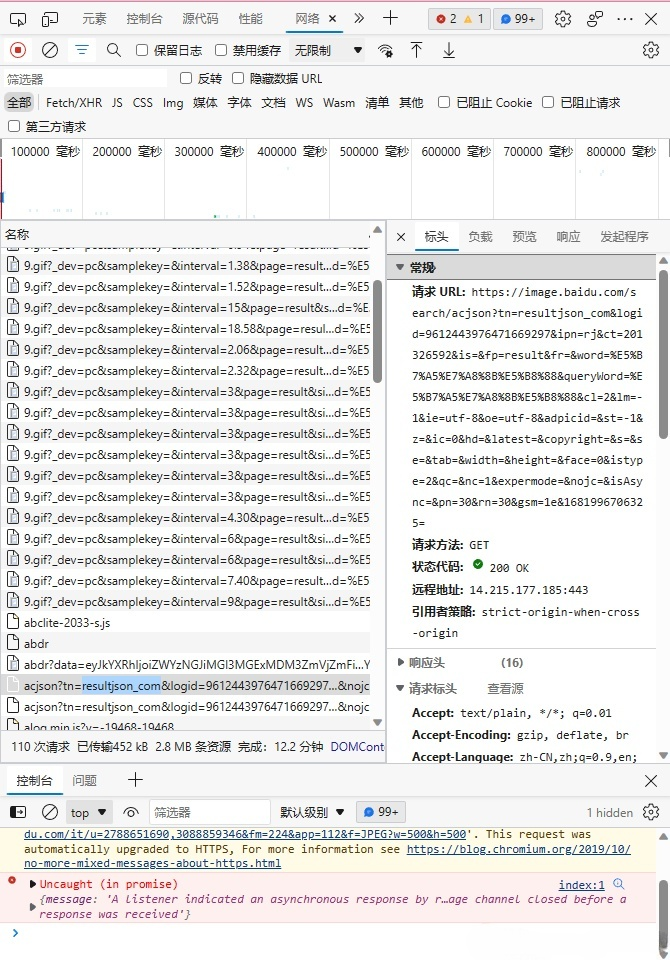 元素 控制台 源代码 性能 网络 2 1 99+
保留日志 禁用缓存 无限制
筛选器 反转 隐藏数据 URL
全部 Fetch/XHR JS CSS Img 媒体 字体 文档 WS Wasm 清单 其他 已阻止 Cookie 已阻止请求
第三方请求
100000 毫秒 200000 毫秒 300000 毫秒 400000 毫秒 500000 毫秒 600000 毫秒 700000 毫秒 800000 毫秒
名称
9.gif?_dev=pc&samplekey=&interval=1.38&page=result...d=%E5
9.gif?_dev=pc&samplekey=&interval=1.52&page=result...d=%E5
9.gif?_dev=pc&samplekey=&interval=15&page=result&s...d=%E
9.gif?_dev=pc&samplekey=&interval=18.58&page=resul...d=%E
9.gif?_dev=pc&samplekey=&interval=2.06&page=result...d=%E5
9.gif?_dev=pc&samplekey=&interval=2.32&page=result...d=%E5
9.gif?_dev=pc&samplekey=&interval=3&page=result&si...d=%E5
9.gif?_dev=pc&samplekey=&interval=3&page=result&si...d=%E5
9.gif?_dev=pc&samplekey=&interval=3&page=result&si...d=%E5
9.gif?_dev=pc&samplekey=&interval=3&page=result&si...d=%E5
9.gif?_dev=pc&samplekey=&interval=3&page=result&si...d=%E5
9.gif?_dev=pc&samplekey=&interval=3&page=result&si...d=%E5
9.gif?_dev=pc&samplekey=&interval=4.30&page=result...d=%E5
9.gif?_dev=pc&samplekey=&interval=6&page=result&si...d=%E5
9.gif?_dev=pc&samplekey=&interval=6&page=result&si...d=%E5
9.gif?_dev=pc&samplekey=&interval=7.40&page=result...d=%E5
9.gif?_dev=pc&samplekey=&interval=9&page=result&si...d=%E5
abclite-2033-s.js
abdr
abdr?data=eyJkYXRhIjoiZWYzNGJiMGI3MGExMDM3ZmVjZmFi...Y
acjson?tn=resultjson_com&logid=9612443976471669297...&nojc
acjson?tn=resultjson_com&logid=9612443976471669297...&nojc
alog.min.js?v=-19468-19468
110 次请求 已传输452 kB 2.8 MB 条资源 完成：12.2 分钟 DOMCont
标头 负载 预览 响应 发起程序
常规
请求 URL: https://image.baidu.com/s
earch/acjson?tn=resultjson_com&logi
d=9612443976471669297&ipn=rj&ct=201
326592&is=&fp=result&fr=&word=%E5%B
7%A5%E7%A8%8B%E5%B8%88&queryWord=%E
5%B7%A5%E7%A8%8B%E5%B8%88&cl=2&lm=-
1&ie=utf-8&oe=utf-8&adpicid=&st=-1&
z=&ic=0&hd=&latest=&copyright=&s=&s
e=&tab=&width=&height=&face=0&istyp
e=2&qc=&nc=1&expermode=&nojc=&isAsy
nc=&pn=30&rn=30&gsm=1e&168199670632
5=
请求方法: GET
状态代码: 200 OK
远程地址: 14.215.177.185:443
引用者策略: strict-origin-when-cross
-origin
响应头 (16)
请求标头 查看源
Accept: text/plain, */*; q=0.01
Accept-Encoding: gzip, deflate, br
Accept-Language: zh-CN,zh;q=0.9,en;
控制台 问题
top 筛选器 默认级别 99+ 1 hidden
du.com/it/u=2788651690,3088859346&fm=224&app=112&f=JPEG?w=500&h=500'. This request was
automatically upgraded to HTTPS, For more information see https://blog.chromium.org/2019/10/
no-more-mixed-messages-about-https.html
Uncaught (in promise) index:1
{message: 'A listener indicated an asynchronous response by r…age channel closed before a
response was received'}